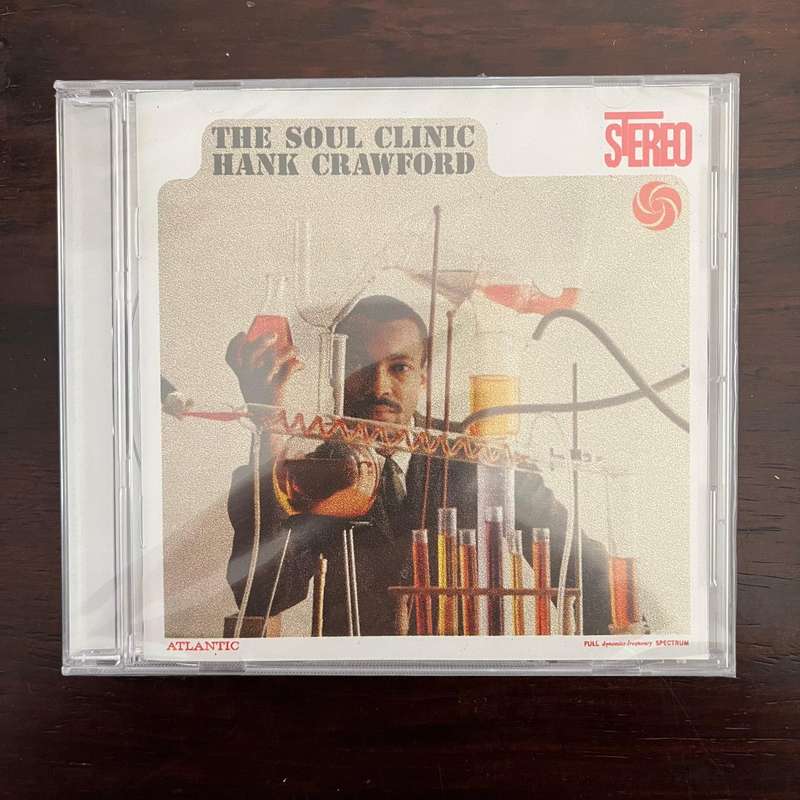 THE SOUL CLINIC
HANK CRAWFORD
STEREO
ATLANTIC
FULL dynamics-frequency SPECTRUM